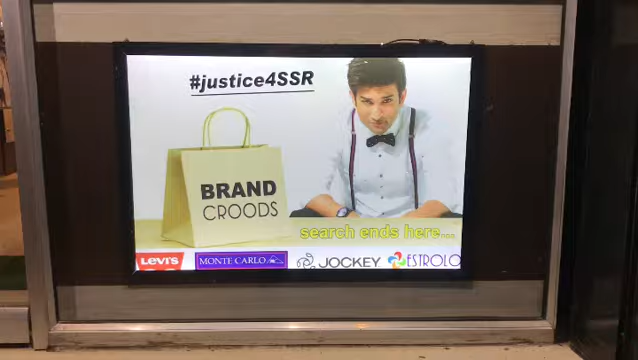 #justice4SSR
BRAND
CROODS
search ends here...
LEVI'S
MONTE CARLO
JOCKEY
ESTROLO